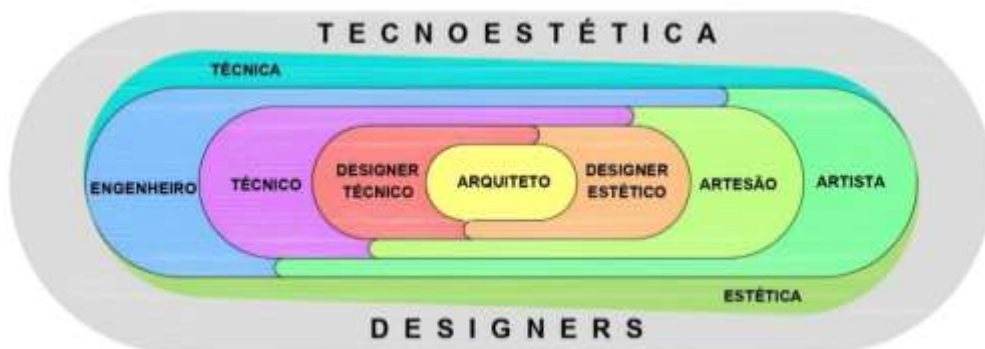 TECNOESTÉTICA
TÉCNICA
ENGENHEIRO
TÉCNICO
DESIGNER
TÉCNICO
ARQUITETO
DESIGNER
ESTÉTICO
ARTESÃO
ARTISTA
ESTÉTICA
DESIGNERS